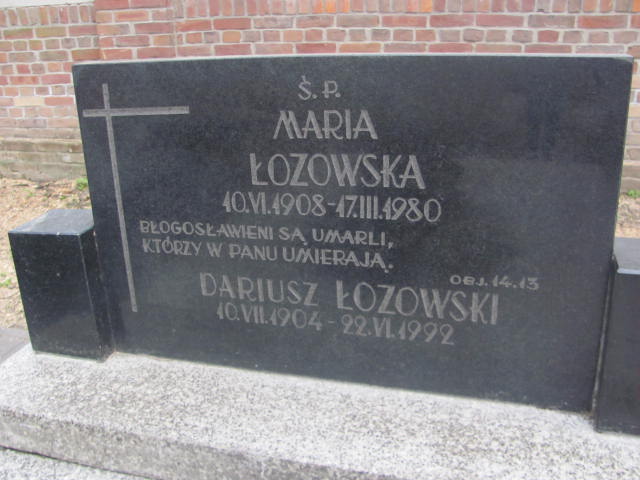 Ś.P.
MARIA
ŁOZOWSKA
10.VI.1908-17.III.1980
BŁOGOSŁAWIENI SĄ UMARLI,
KTÓRZY W PANU UMIERAJĄ.
OBJ. 14.13
DARIUSZ ŁOZOWSKI
10.VII.1904 - 22.VI.1992